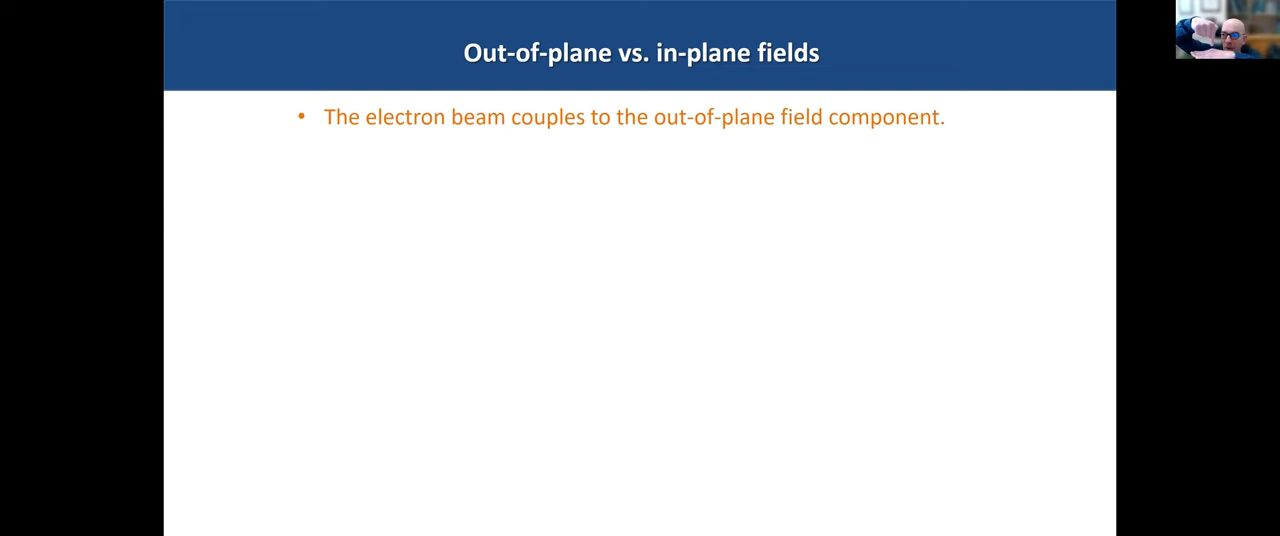 Out-of-plane vs. in-plane fields
• The electron beam couples to the out-of-plane field component.